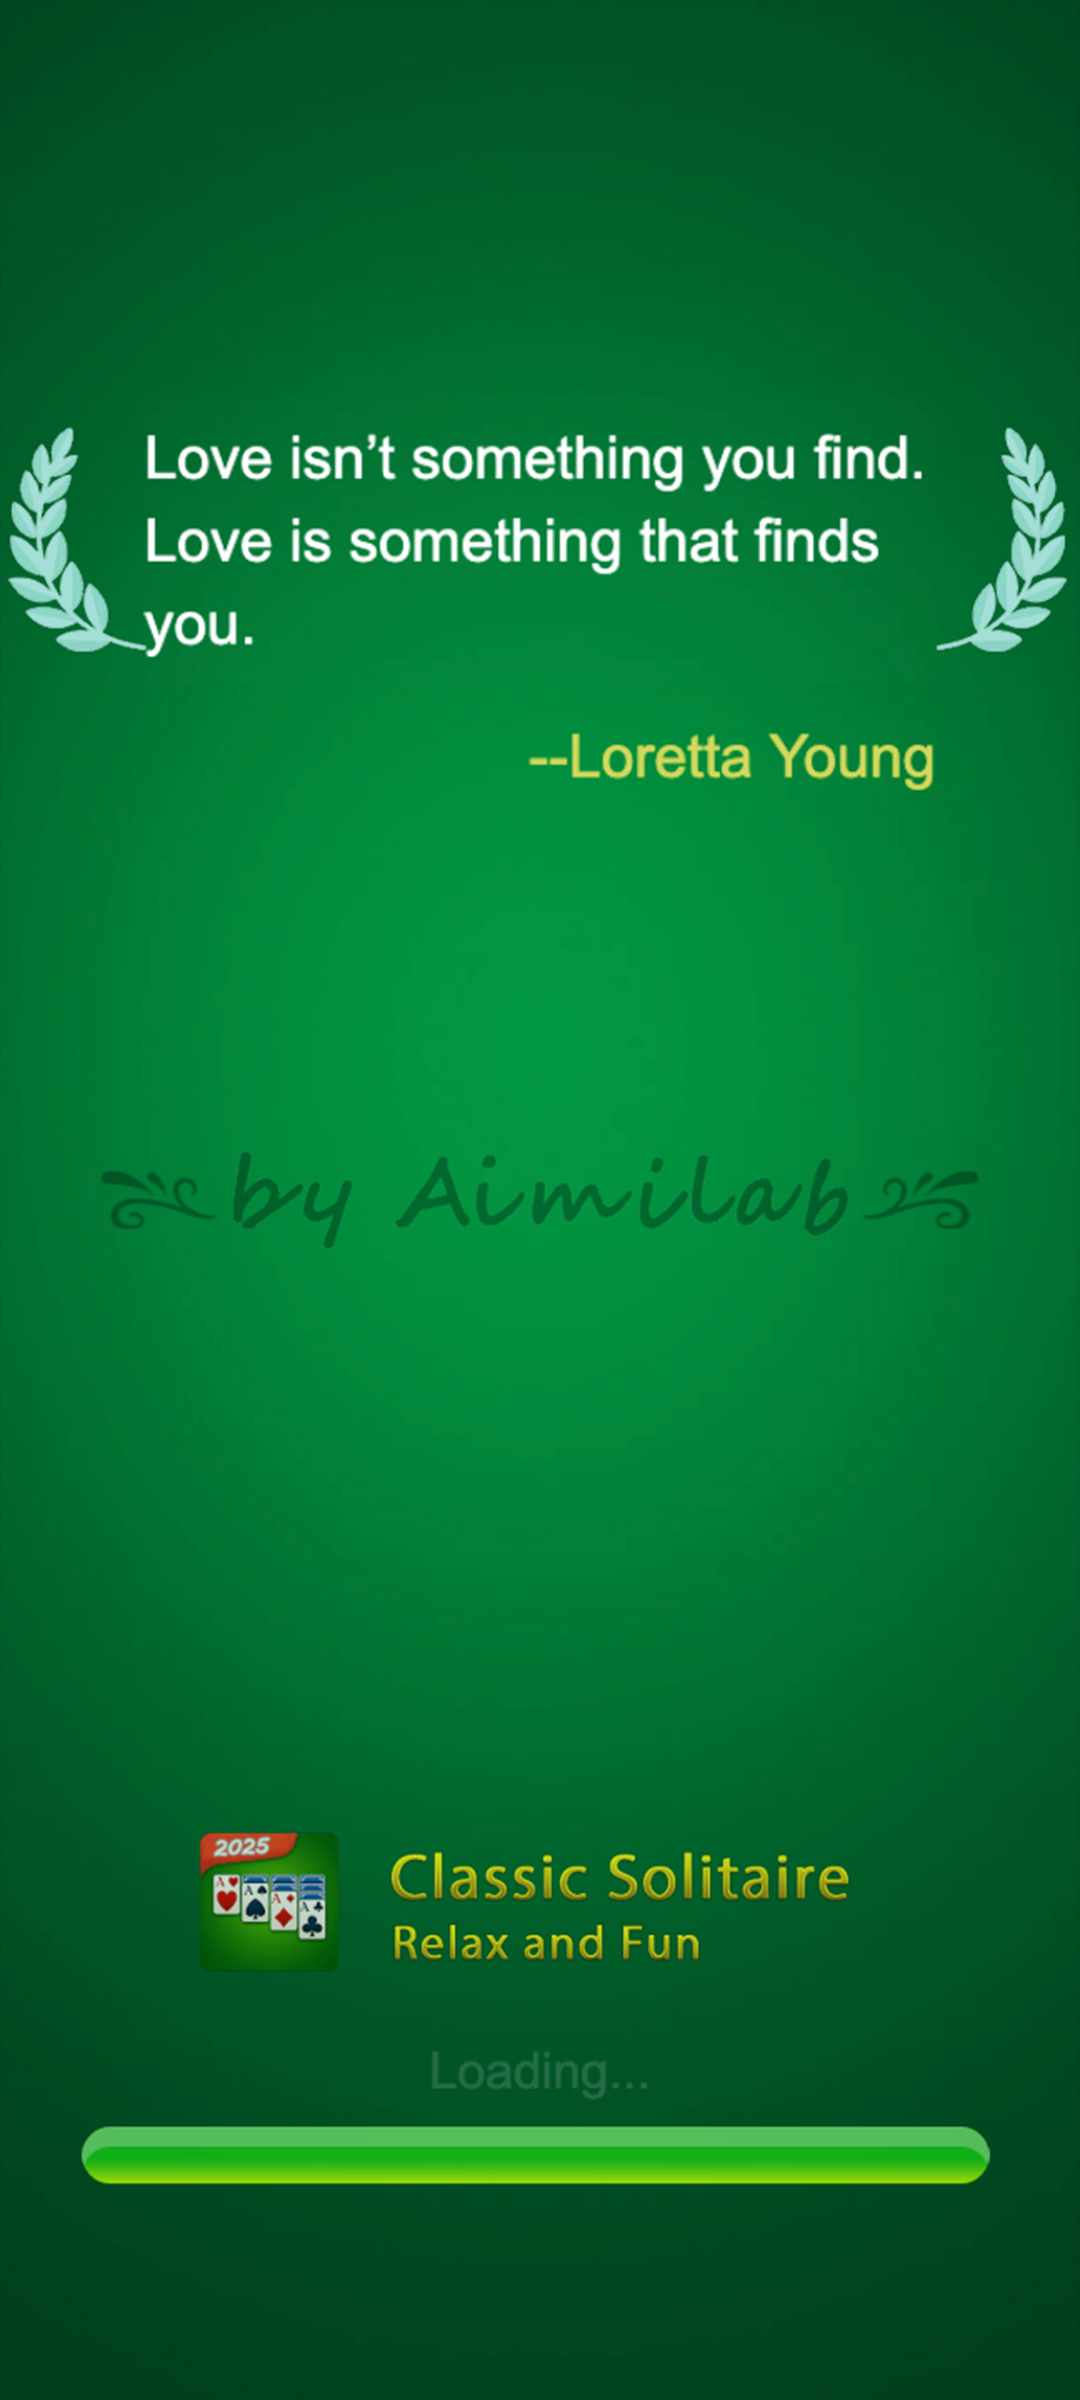 Love isn’t something you find.
Love is something that finds
you.
--Loretta Young
by Aimilab
2025
A A A A
Classic Solitaire
Relax and Fun
Loading...